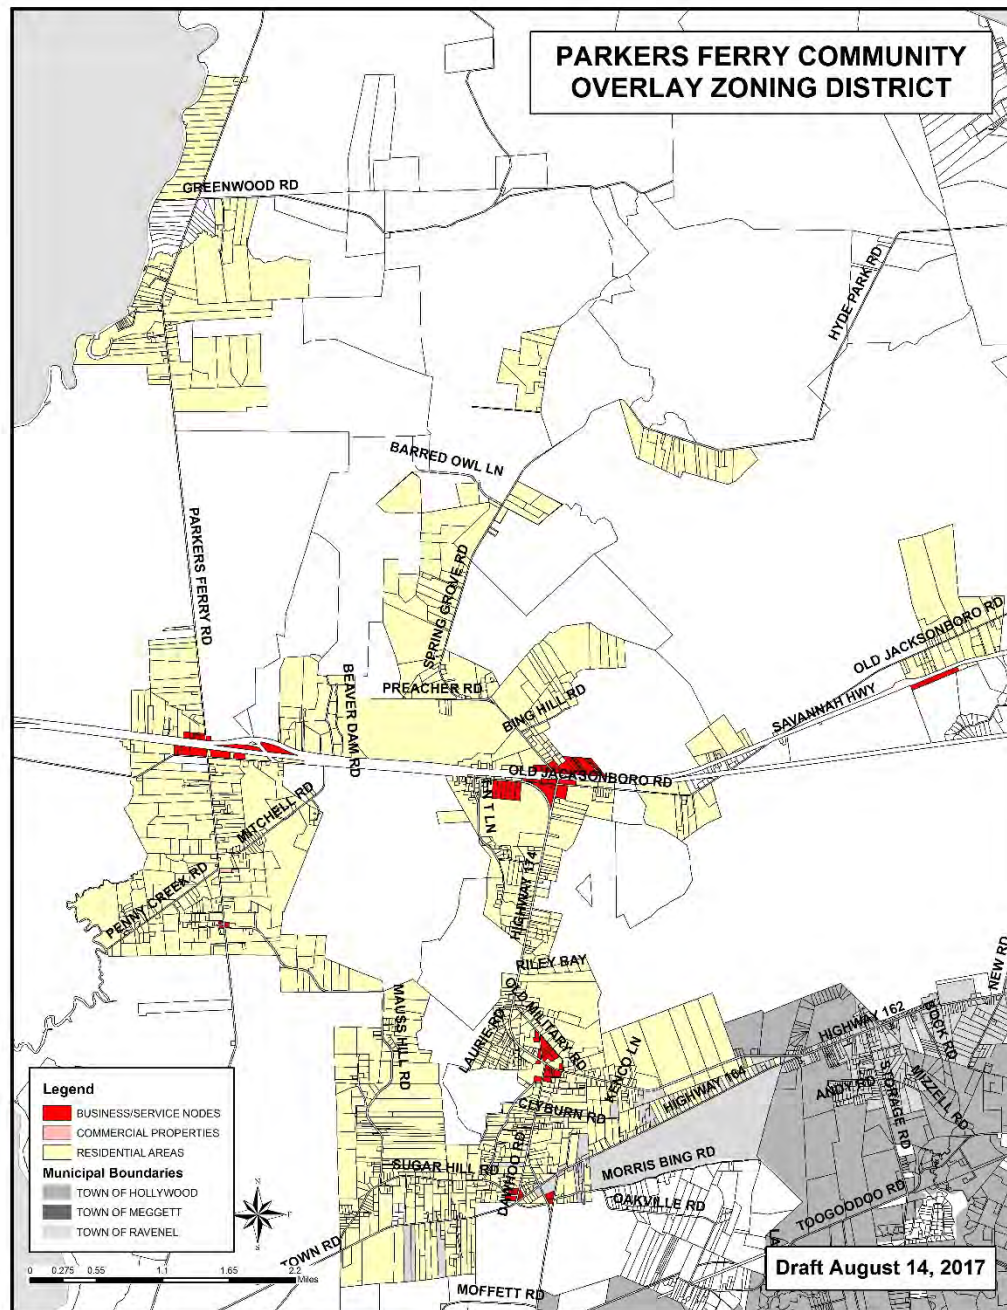 PARKERS FERRY COMMUNITY
OVERLAY ZONING DISTRICT
GREENWOOD RD
HYDE PARK RD
BARRED OWL LN
PARKERS FERRY RD
SPRING GROVE RD
OLD JACKSONBORO RD
PREACHER RD
BEAVER DAM RD
BING HILL RD
SAVANNAH HWY
OLD JACKSONBORO RD
MITCHELL RD
HIGHWAY 174
PENNY CREEK RD
RILEY BAY
NEW RD
OLD MILITARY RD
MAUSS HILL RD
LAURIE RD
HIGHWAY 162
BOCK RD
KENCO LN
HIGHWAY 164
ANDY RD
STORAGE RD
MIZZELL RD
CLYBURN RD
DAWHOO RD
MORRIS BING RD
SUGAR HILL RD
OAKVILLE RD
TOOGOODOO RD
TOWN RD
MOFFETT RD
Legend
BUSINESS/SERVICE NODES
COMMERCIAL PROPERTIES
RESIDENTIAL AREAS
Municipal Boundaries
TOWN OF HOLLYWOOD
TOWN OF MEGGETT
TOWN OF RAVENEL
0 0.275 0.55 1.1 1.65 2.2
Miles
Draft August 14, 2017